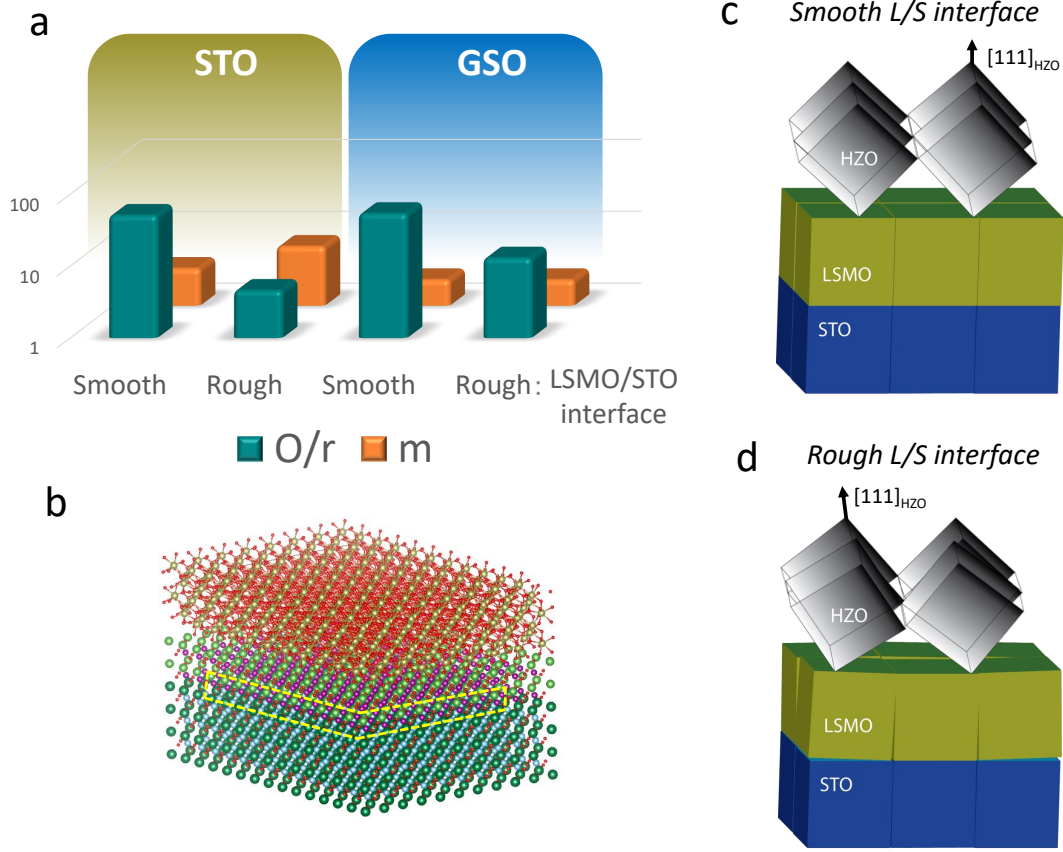 a
STO
GSO
100
10
1
Smooth
Rough
Smooth
Rough:
LSMO/STO
interface
O/r
m
b
c
Smooth L/S interface
[111]HZO
HZO
LSMO
STO
d
Rough L/S interface
[111]HZO
HZO
LSMO
STO